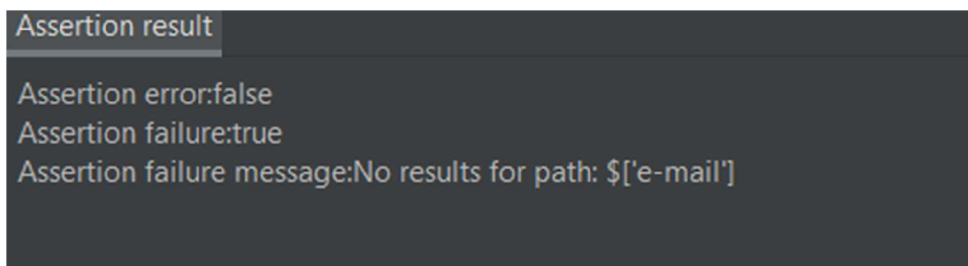 Assertion result
Assertion error:false
Assertion failure:true
Assertion failure message:No results for path: $['e-mail']